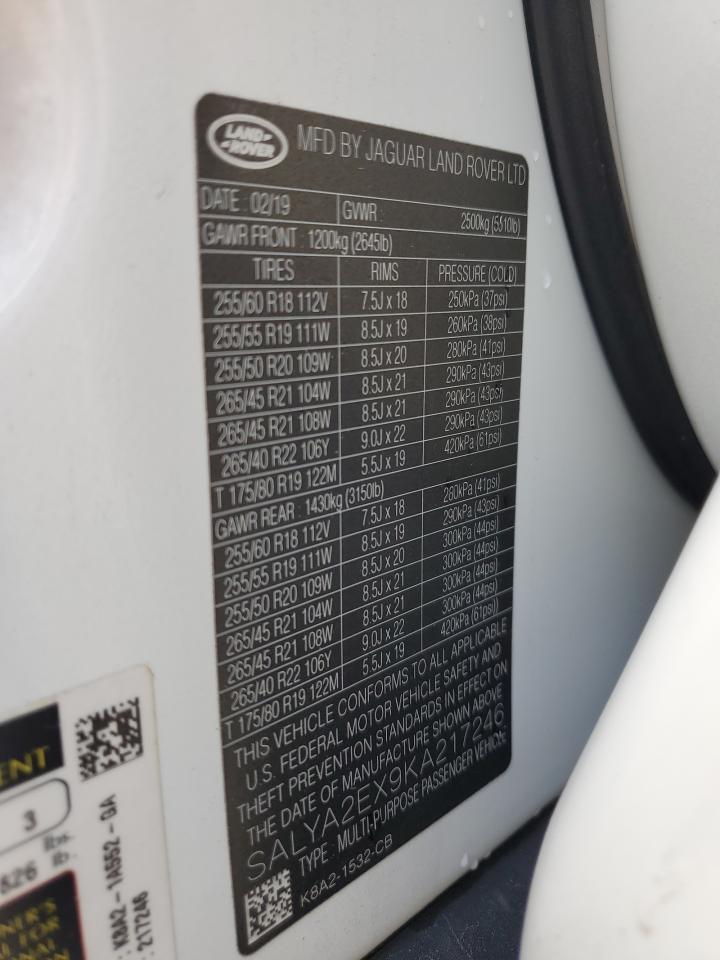 LAND ROVER
MFD BY JAGUAR LAND ROVER LTD
DATE : 02/19 GVWR : 2500kg (5510lb)
GAWR FRONT : 1200kg (2645lb)
TIRES RIMS PRESSURE (COLD)
255/60 R18 112V 7.5J x 18 250kPa (37psi)
255/55 R19 111W 8.5J x 19 260kPa (38psi)
255/50 R20 109W 8.5J x 20 280kPa (41psi)
265/45 R21 104W 8.5J x 21 290kPa (43psi)
265/45 R21 108W 8.5J x 21 290kPa (43psi)
265/40 R22 106Y 9.0J x 22 290kPa (43psi)
T 175/80 R19 122M 5.5J x 19 420kPa (61psi)
GAWR REAR : 1430kg (3150lb)
255/60 R18 112V 7.5J x 18 280kPa (41psi)
255/55 R19 111W 8.5J x 19 290kPa (43psi)
255/50 R20 109W 8.5J x 20 300kPa (44psi)
265/45 R21 104W 8.5J x 21 300kPa (44psi)
265/45 R21 108W 8.5J x 21 300kPa (44psi)
265/40 R22 106Y 9.0J x 22 300kPa (44psi)
T 175/80 R19 122M 5.5J x 19 420kPa (61psi)
THIS VEHICLE CONFORMS TO ALL APPLICABLE
U.S. FEDERAL MOTOR VEHICLE SAFETY AND
THEFT PREVENTION STANDARDS IN EFFECT ON
THE DATE OF MANUFACTURE SHOWN ABOVE
SALYA2EX9KA217246
TYPE : MULTI-PURPOSE PASSENGER VEHICLE
K8A2-1532-CB
ENT
3
lbs.
826 lb.
NER'S
L FOR
ONAL
: K8A2-1A552-GA
: 217246